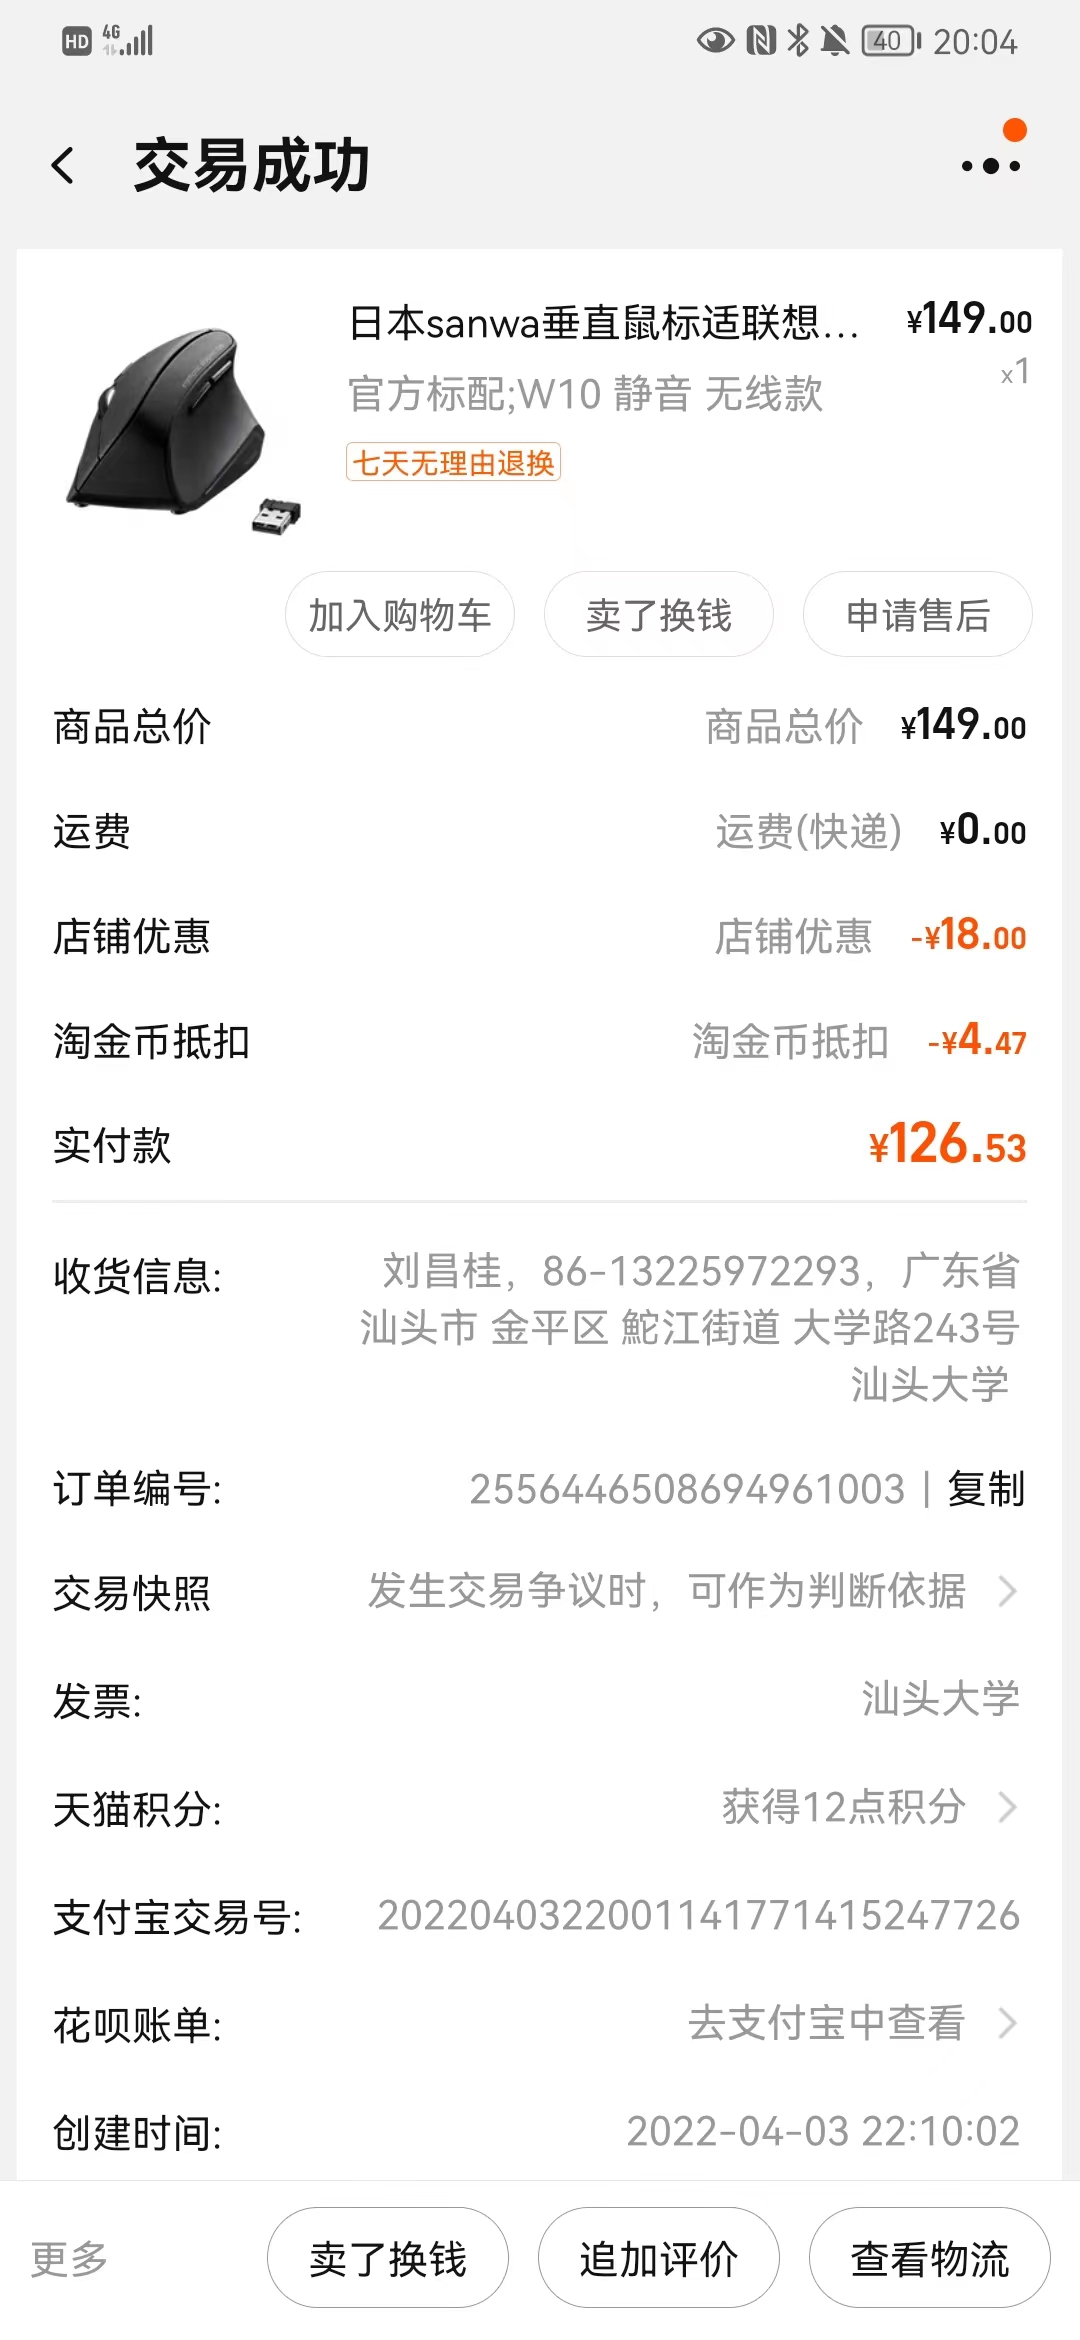 HD 4G 40 20:04
交易成功
日本sanwa垂直鼠标适联想... ¥149.00
官方标配;W10 静音 无线款 x1
七天无理由退换
加入购物车 卖了换钱 申请售后
商品总价 商品总价 ¥149.00
运费 运费(快递) ¥0.00
店铺优惠 店铺优惠 -¥18.00
淘金币抵扣 淘金币抵扣 -¥4.47
实付款 ¥126.53
收货信息: 刘昌桂，86-13225972293，广东省
汕头市 金平区 鮀江街道 大学路243号
汕头大学
订单编号: 2556446508694961003 | 复制
交易快照 发生交易争议时，可作为判断依据
发票: 汕头大学
天猫积分: 获得12点积分
支付宝交易号: 2022040322001141771415247726
花呗账单: 去支付宝中查看
创建时间: 2022-04-03 22:10:02
更多 卖了换钱 追加评价 查看物流